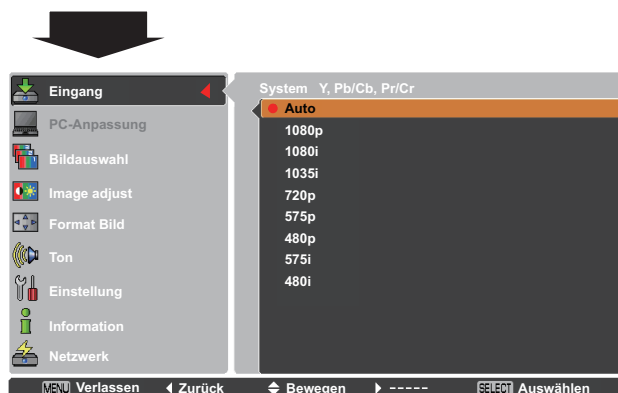 Eingang
PC-Anpassung
Bildauswahl
Image adjust
Format Bild
Ton
Einstellung
Information
Netzwerk
System Y, Pb/Cb, Pr/Cr
Auto
1080p
1080i
1035i
720p
575p
480p
575i
480i
MENU Verlassen Zurück Bewegen ----- SELECT Auswählen